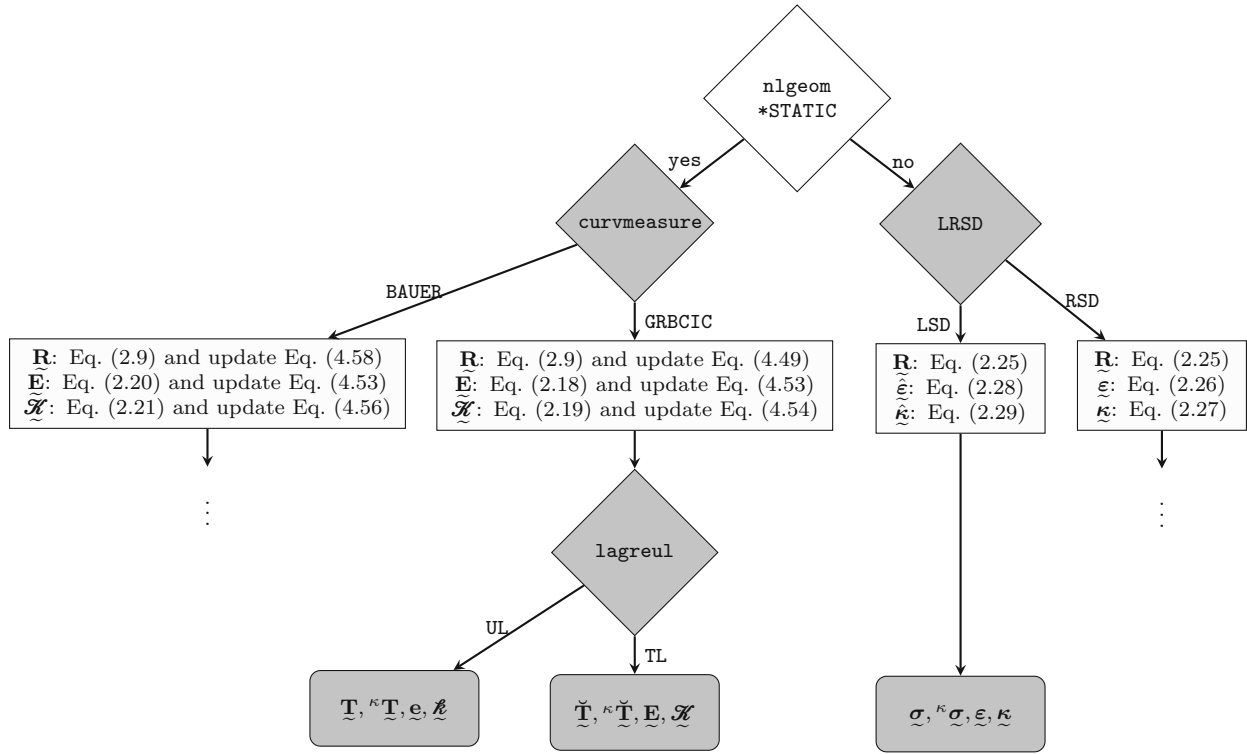 nlgeom
*STATIC
yes
no
curvmeasure
LRSD
BAUER
GRBCIC
LSD
RSD
R̰: Eq. (2.9) and update Eq. (4.58)
Ḛ: Eq. (2.20) and update Eq. (4.53)
𝒦̰: Eq. (2.21) and update Eq. (4.56)
R̰: Eq. (2.9) and update Eq. (4.49)
Ḛ: Eq. (2.18) and update Eq. (4.53)
𝒦̰: Eq. (2.19) and update Eq. (4.54)
R̰: Eq. (2.25)
ε̰̂: Eq. (2.28)
κ̰̂: Eq. (2.29)
R̰: Eq. (2.25)
ε̰: Eq. (2.26)
κ̰: Eq. (2.27)
⋮
⋮
lagreul
UL
TL
T̰, ᵏT̰, ḛ, 𝓀̰
T̰̆, ᵏT̰̆, Ḛ, 𝒦̰
σ̰, ᵏσ̰, ε̰, κ̰